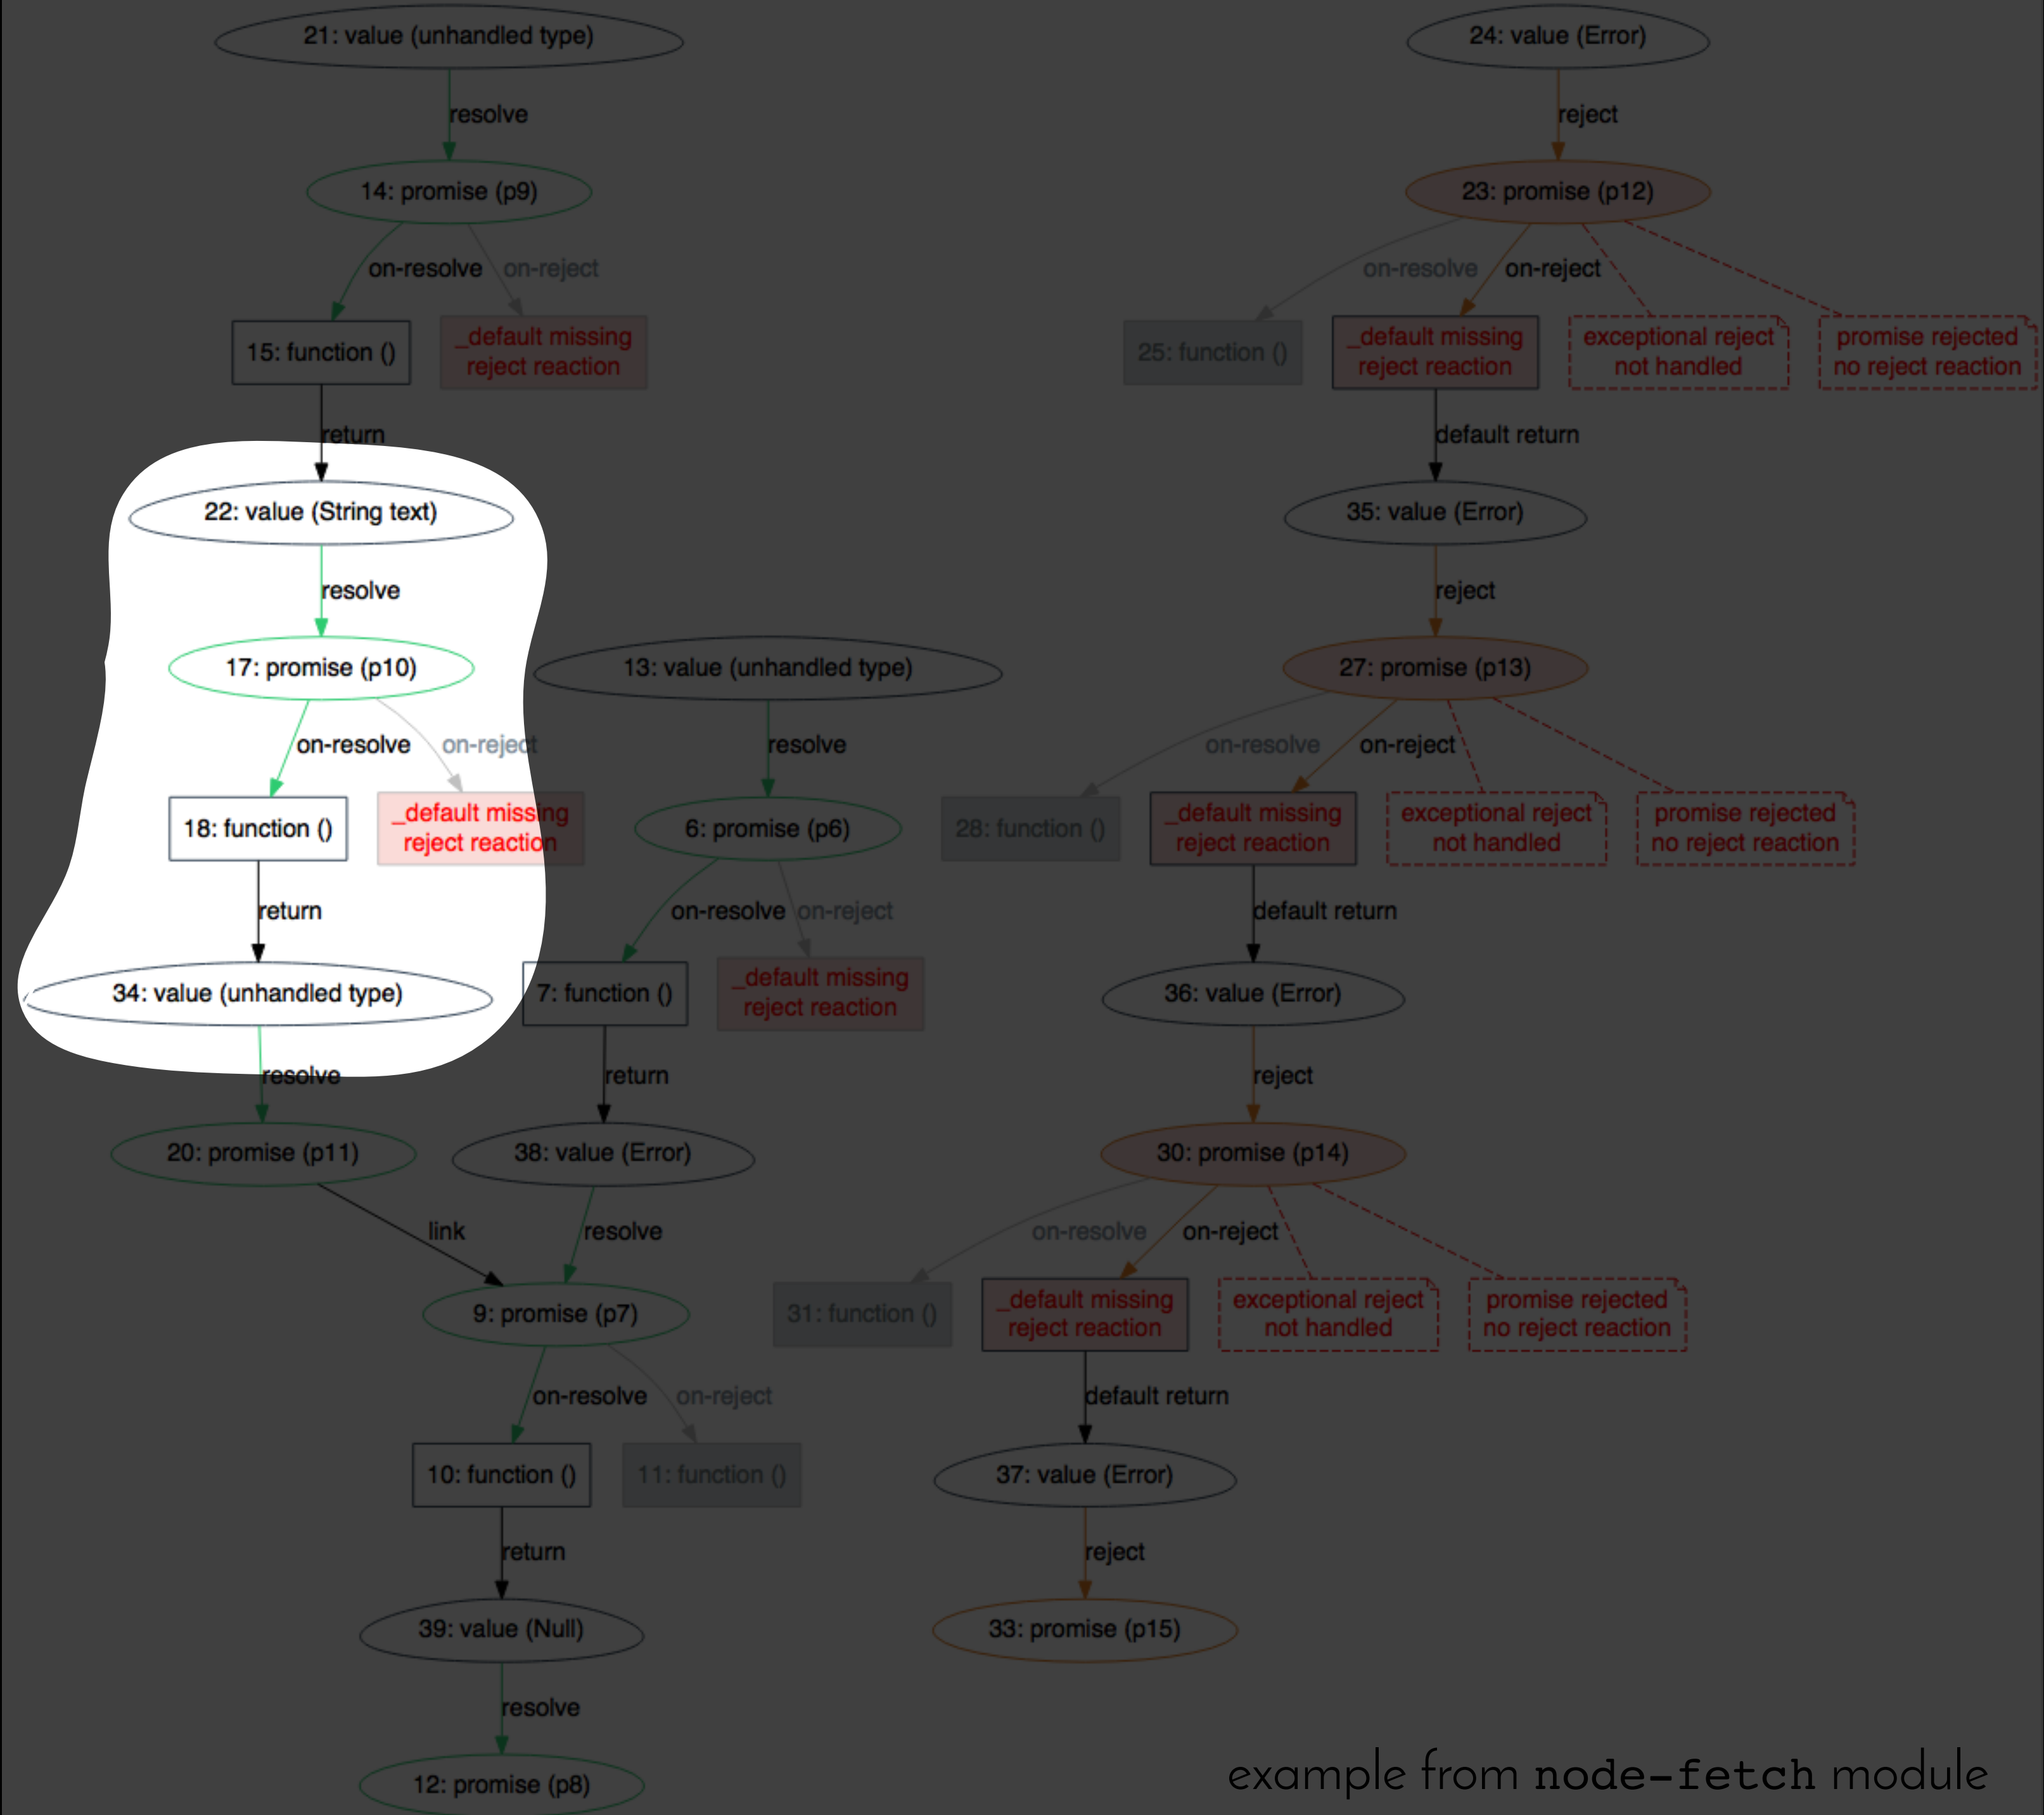 21: value (unhandled type)
24: value (Error)
resolve
reject
14: promise (p9)
23: promise (p12)
on-resolve
on-reject
on-resolve
on-reject
15: function ()
_default missing
reject reaction
25: function ()
_default missing
reject reaction
exceptional reject
not handled
promise rejected
no reject reaction
return
default return
22: value (String text)
35: value (Error)
resolve
reject
17: promise (p10)
13: value (unhandled type)
27: promise (p13)
on-resolve
on-reject
resolve
on-resolve
on-reject
18: function ()
_default missing
reject reaction
6: promise (p6)
28: function ()
_default missing
reject reaction
exceptional reject
not handled
promise rejected
no reject reaction
return
on-resolve
on-reject
default return
34: value (unhandled type)
7: function ()
_default missing
reject reaction
36: value (Error)
resolve
return
reject
20: promise (p11)
38: value (Error)
30: promise (p14)
link
resolve
on-resolve
on-reject
9: promise (p7)
31: function ()
_default missing
reject reaction
exceptional reject
not handled
promise rejected
no reject reaction
on-resolve
on-reject
default return
10: function ()
11: function ()
37: value (Error)
return
reject
39: value (Null)
33: promise (p15)
resolve
12: promise (p8)
example from node-fetch module